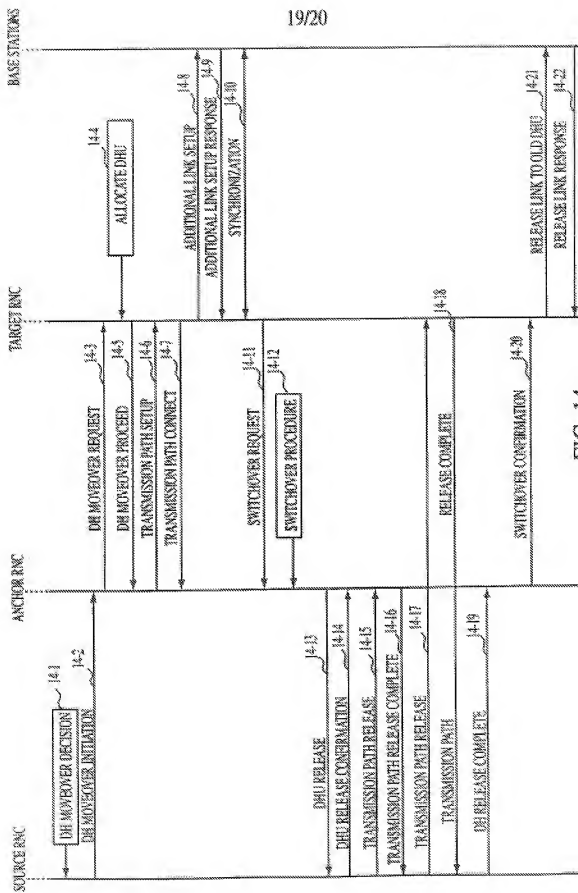 19/20
SOURCE RNC
ANCHOR RNC
TARGET RNC
BASE STATIONS
14-1
DH MOVEOVER DECISION
DH MOVEOVER INITIATION
14-2
DH MOVEOVER REQUEST
14-3
14-4
ALLOCATE DHU
DH MOVEOVER PROCEED
14-5
TRANSMISSION PATH SETUP
14-6
TRANSMISSION PATH CONNECT
14-7
ADDITIONAL LINK SETUP
14-8
ADDITIONAL LINK SETUP RESPONSE
14-9
SYNCHRONIZATION
14-10
SWITCHOVER REQUEST
14-11
14-12
SWITCHOVER PROCEDURE
DHU RELEASE
14-13
DHU RELEASE CONFIRMATION
14-14
TRANSMISSION PATH RELEASE
14-15
TRANSMISSION PATH RELEASE COMPLETE
14-16
TRANSMISSION PATH RELEASE
14-17
TRANSMISSION PATH
RELEASE COMPLETE
14-18
DH RELEASE COMPLETE
14-19
SWITCHOVER CONFIRMATION
14-20
RELEASE LINK TO OLD DHU
14-21
RELEASE LINK RESPONSE
14-22